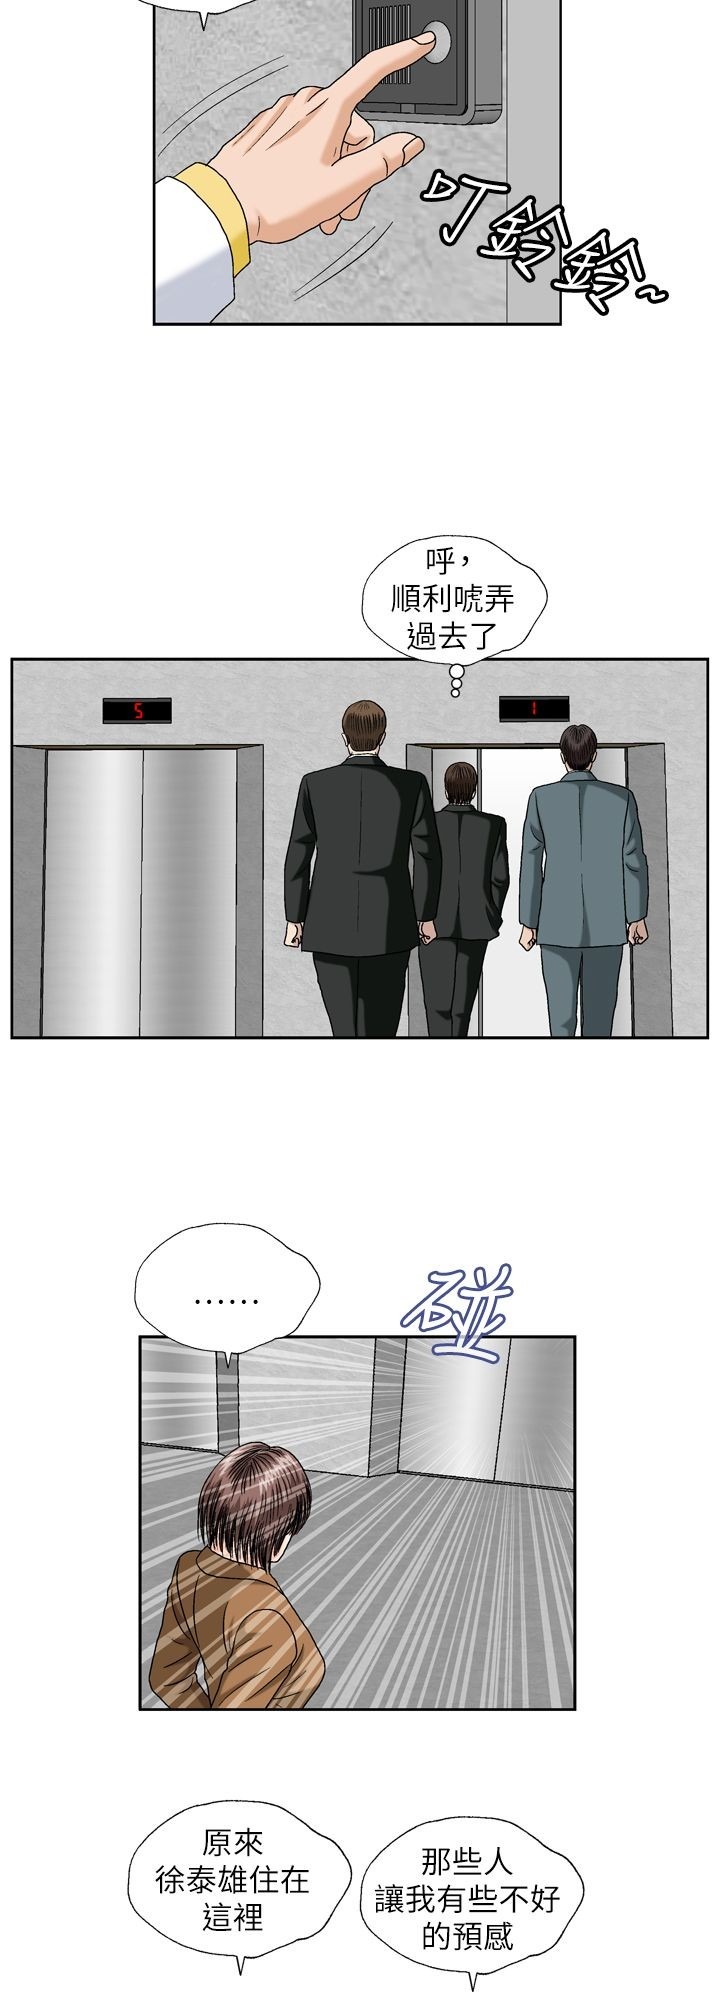 叮鈴鈴~
呼，
順利唬弄
過去了
5
1
……
碰
原來
徐泰雄住在
這裡
那些人
讓我有些不好
的預感